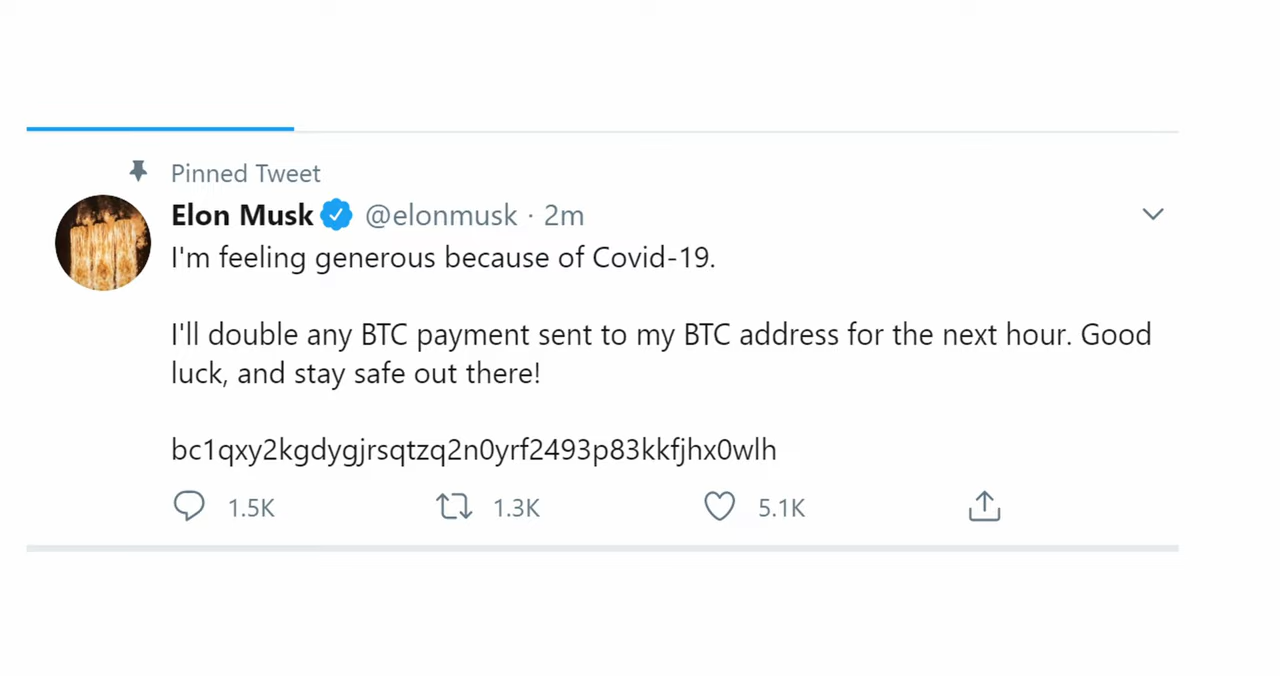 Pinned Tweet
Elon Musk @elonmusk · 2m
I'm feeling generous because of Covid-19.
I'll double any BTC payment sent to my BTC address for the next hour. Good
luck, and stay safe out there!
bc1qxy2kgdygjrsqtzq2n0yrf2493p83kkfjhx0wlh
1.5K 1.3K 5.1K